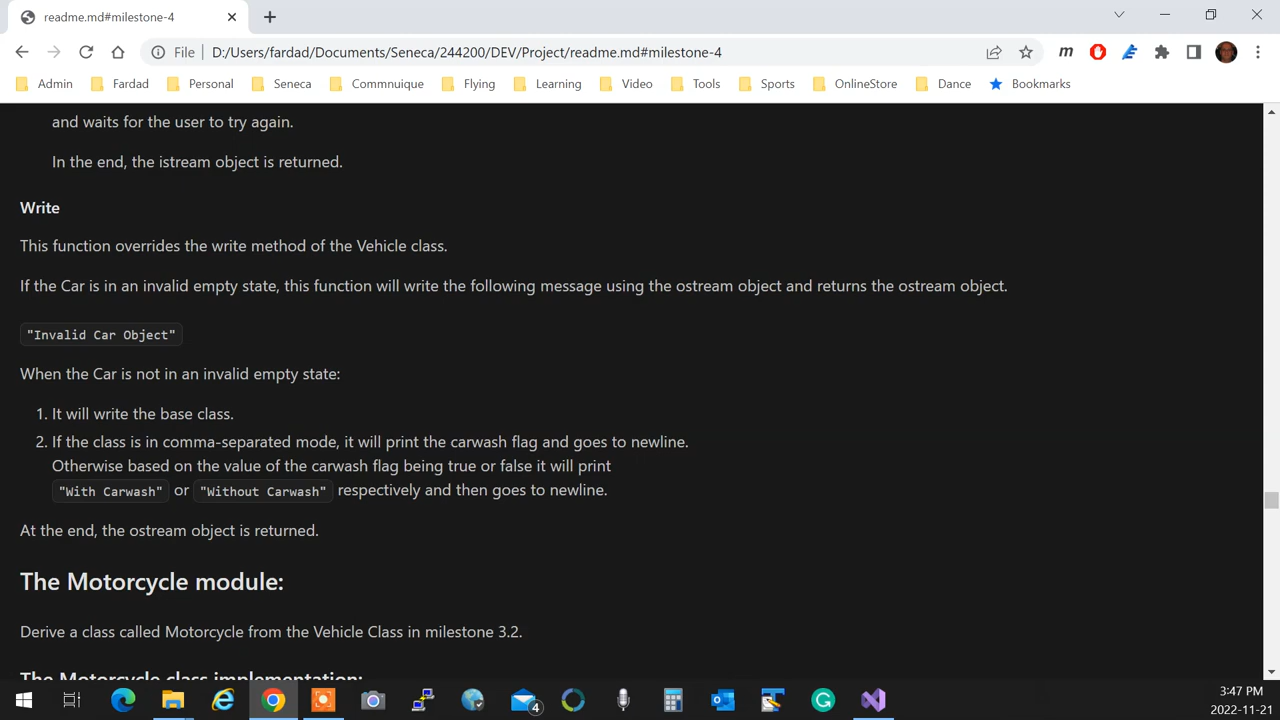 readme.md#milestone-4
File
D:/Users/fardad/Documents/Seneca/244200/DEV/Project/readme.md#milestone-4
m
Admin Fardad Personal Seneca Commnuique Flying Learning Video Tools Sports OnlineStore Dance Bookmarks
and waits for the user to try again.
In the end, the istream object is returned.
Write
This function overrides the write method of the Vehicle class.
If the Car is in an invalid empty state, this function will write the following message using the ostream object and returns the ostream object.
"Invalid Car Object"
When the Car is not in an invalid empty state:
1. It will write the base class.
2. If the class is in comma-separated mode, it will print the carwash flag and goes to newline.
Otherwise based on the value of the carwash flag being true or false it will print
"With Carwash" or "Without Carwash" respectively and then goes to newline.
At the end, the ostream object is returned.
The Motorcycle module:
Derive a class called Motorcycle from the Vehicle Class in milestone 3.2.
The Motorcycle class implementation:
4
3:47 PM
2022-11-21